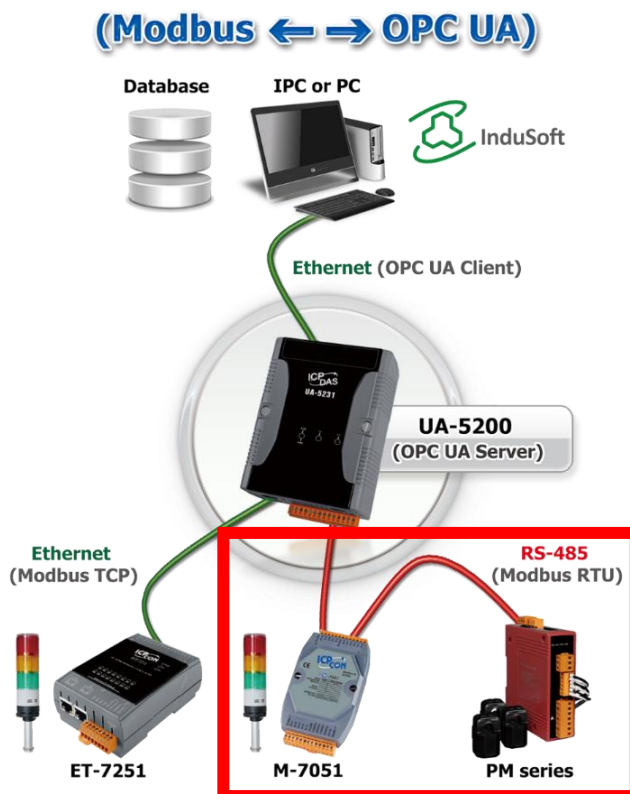 (Modbus ← → OPC UA)
Database
IPC or PC
InduSoft
Ethernet (OPC UA Client)
ICP DAS
UA-5231
UA-5200
(OPC UA Server)
Ethernet
(Modbus TCP)
RS-485
(Modbus RTU)
ICP CON
ET-7251
M-7051
PM series